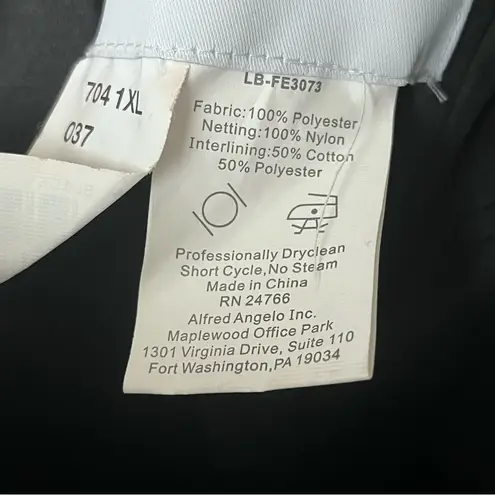 704 1XL
037
LB-FE3073
Fabric:100% Polyester
Netting:100% Nylon
Interlining:50% Cotton
50% Polyester
Professionally Dryclean
Short Cycle,No Steam
Made in China
RN 24766
Alfred Angelo Inc.
Maplewood Office Park
1301 Virginia Drive, Suite 110
Fort Washington,PA 19034